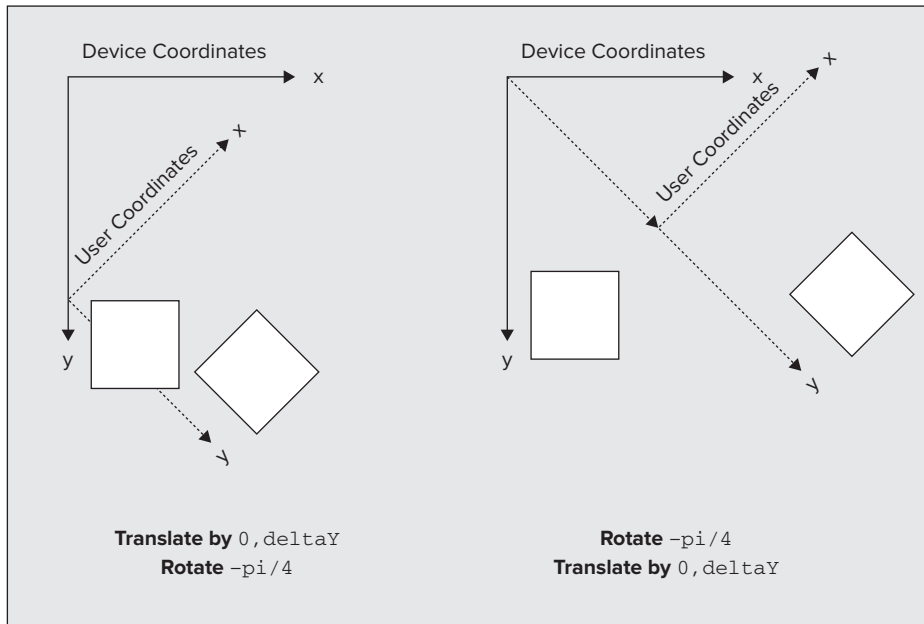 Device Coordinates
x
x
User Coordinates
y
y
Translate by 0,deltaY
Rotate –pi/4
Device Coordinates
x
x
User Coordinates
y
y
Rotate –pi/4
Translate by 0,deltaY